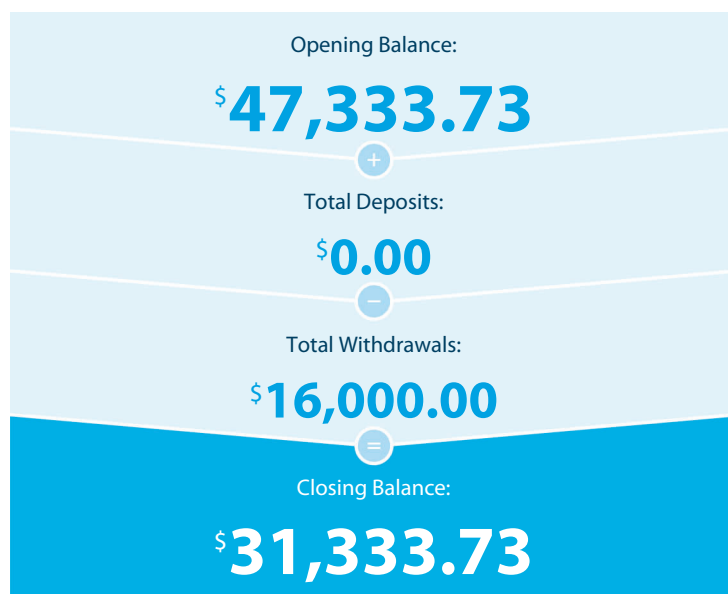 Opening Balance:
$47,333.73
+
Total Deposits:
$0.00
−
Total Withdrawals:
$16,000.00
=
Closing Balance:
$31,333.73